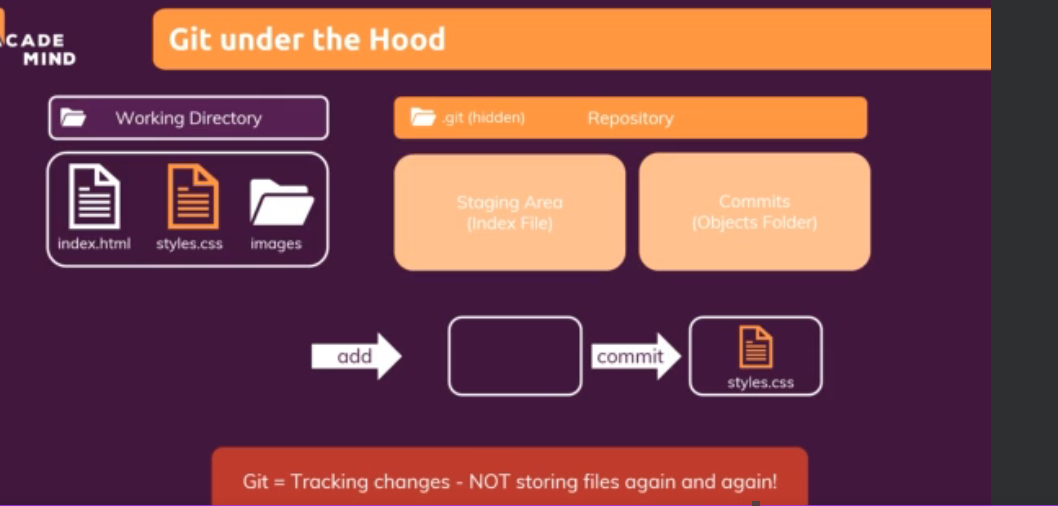 CADE
MIND
Git under the Hood
Working Directory
.git (hidden) Repository
index.html styles.css images
Staging Area
(Index File)
Commits
(Objects Folder)
add
commit
styles.css
Git = Tracking changes - NOT storing files again and again!